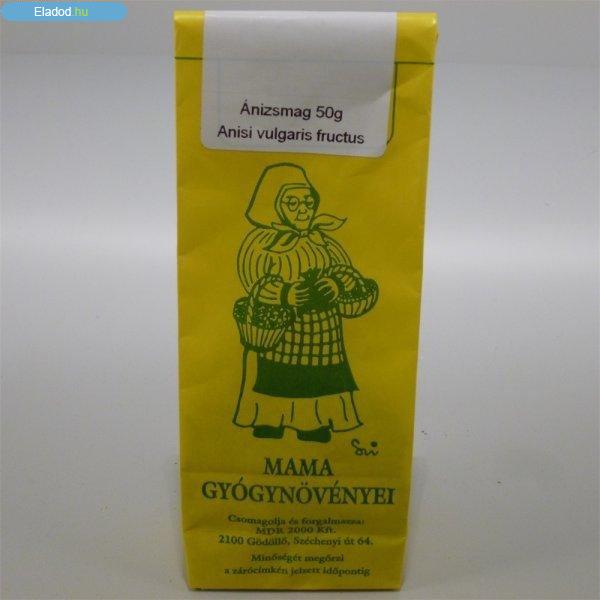 Eladod.hu
Ánizsmag 50g
Anisi vulgaris fructus
MAMA
GYÓGYNÖVÉNYEI
Csomagolja és forgalmazza:
MDR 2000 Kft.
2100 Gödöllő, Széchenyi út 64.
Minőségét megőrzi
a zárócímkén jelzett időpontig